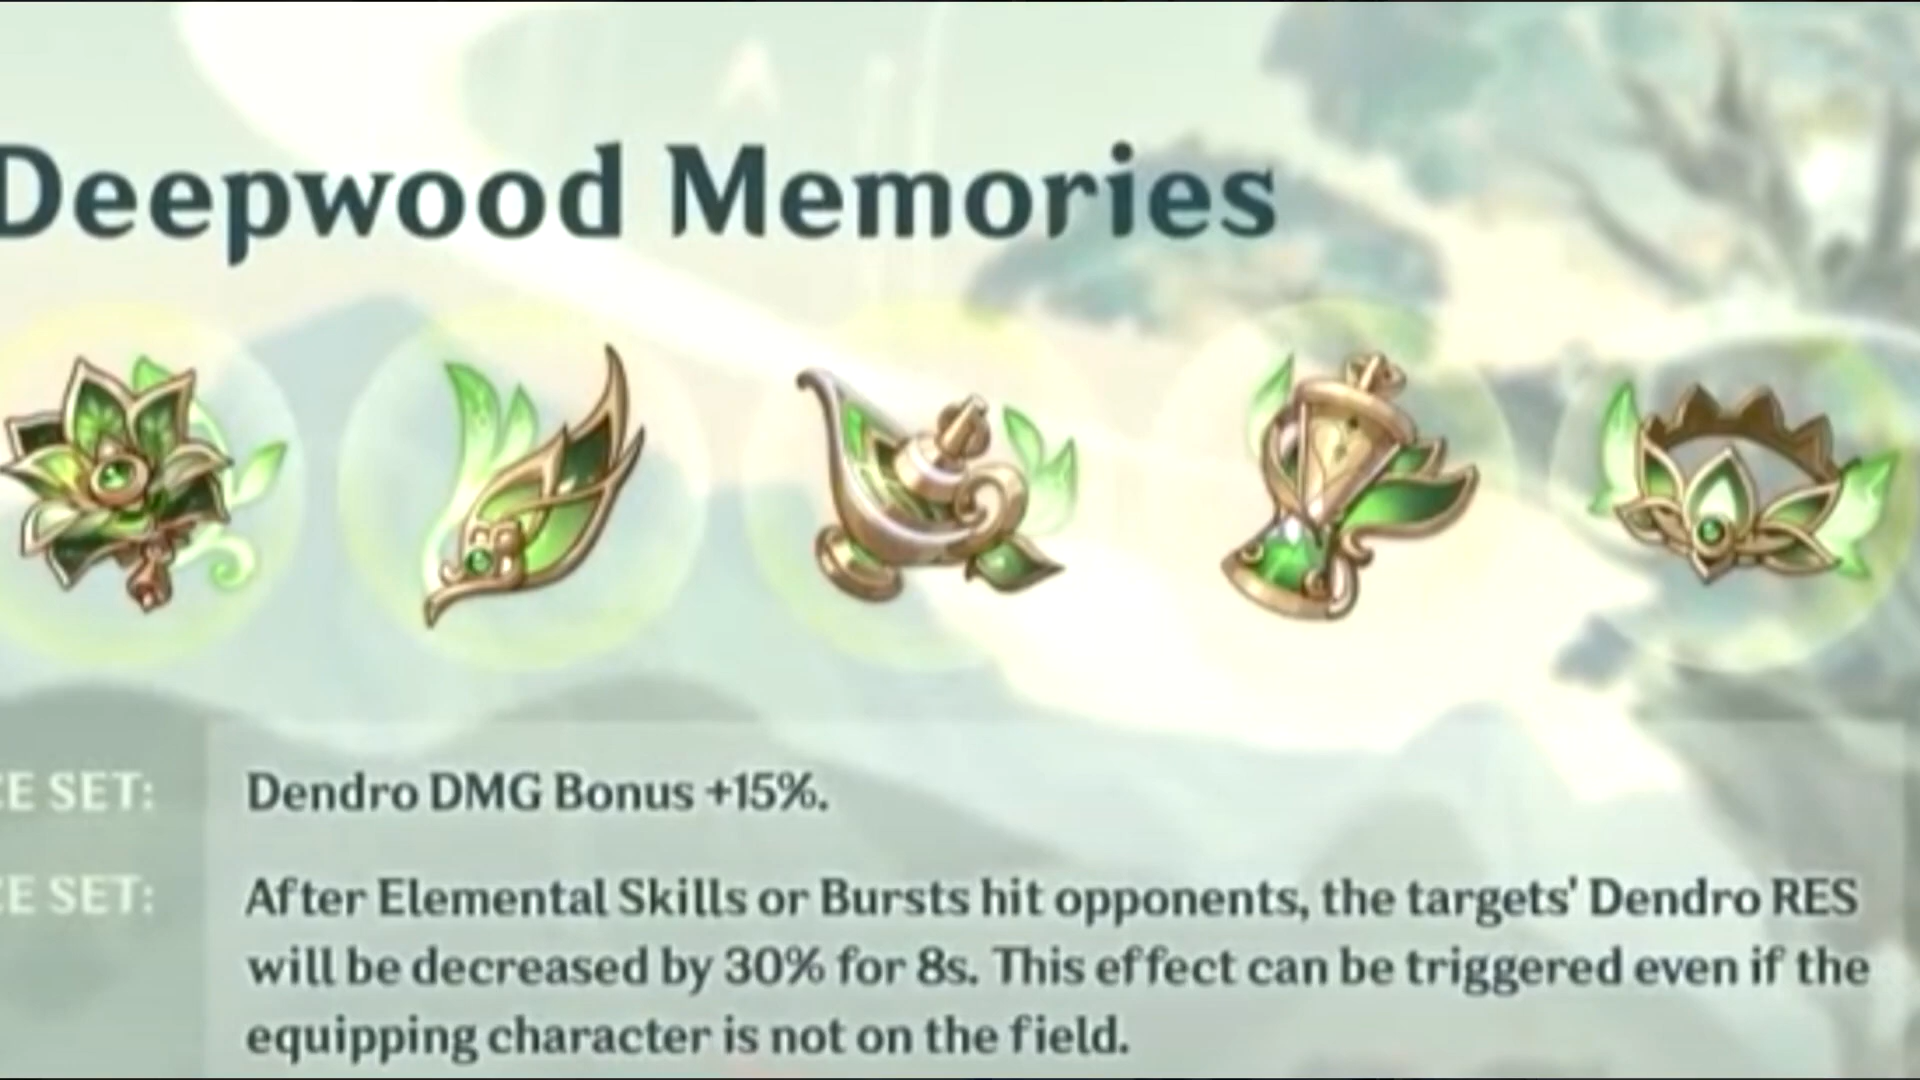 Deepwood Memories
CE SET:
Dendro DMG Bonus +15%.
CE SET:
After Elemental Skills or Bursts hit opponents, the targets' Dendro RES
will be decreased by 30% for 8s. This effect can be triggered even if the
equipping character is not on the field.